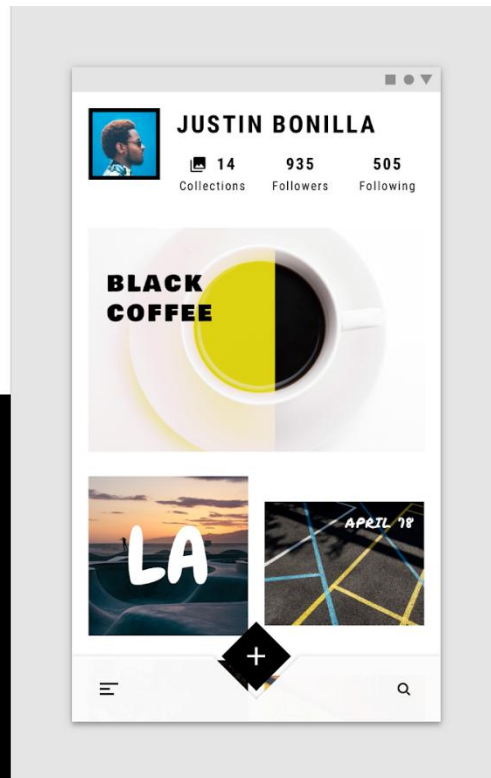 JUSTIN BONILLA
14 935 505
Collections Followers Following
BLACK
COFFEE
LA
APRIL '18
+